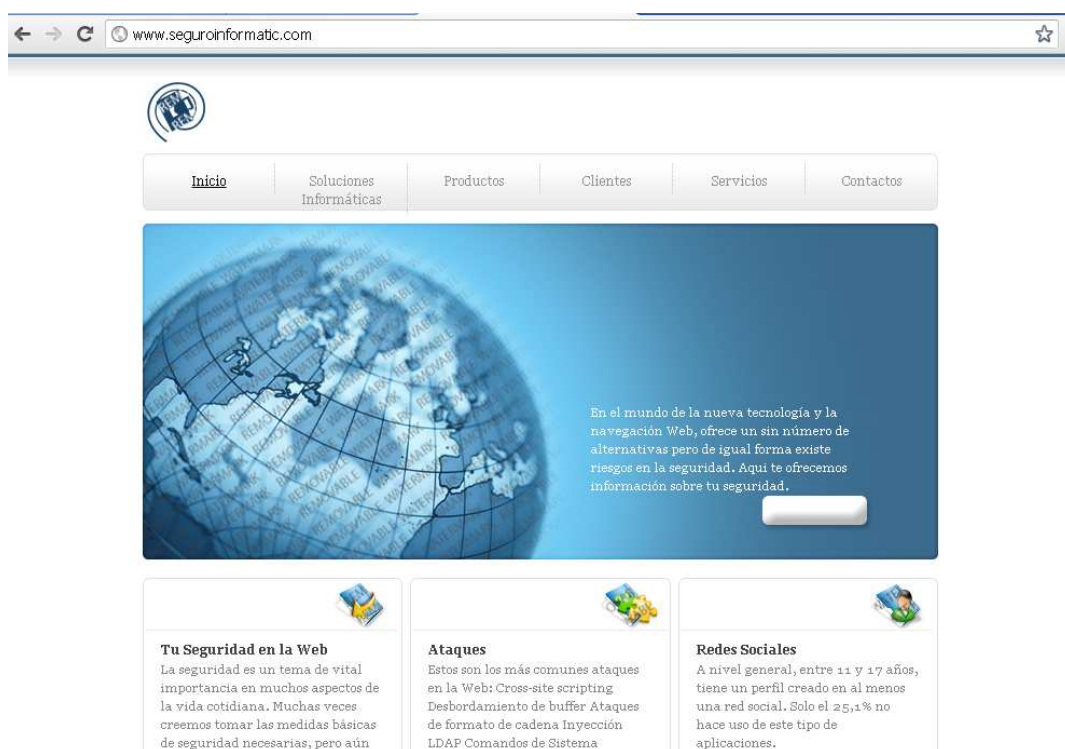 www.seguroinformatic.com
Inicio
Soluciones
Informáticas
Productos
Clientes
Servicios
Contactos
En el mundo de la nueva tecnología y la
navegación Web, ofrece un sin número de
alternativas pero de igual forma existe
riesgos en la seguridad. Aqui te ofrecemos
información sobre tu seguridad.
Tu Seguridad en la Web
La seguridad es un tema de vital
importancia en muchos aspectos de
la vida cotidiana. Muchas veces
creemos tomar las medidas básicas
de seguridad necesarias, pero aún
Ataques
Estos son los más comunes ataques
en la Web: Cross-site scripting
Desbordamiento de buffer Ataques
de formato de cadena Inyección
LDAP Comandos de Sistema
Redes Sociales
A nivel general, entre 11 y 17 años,
tiene un perfil creado en al menos
una red social. Solo el 25,1% no
hace uso de este tipo de
aplicaciones.